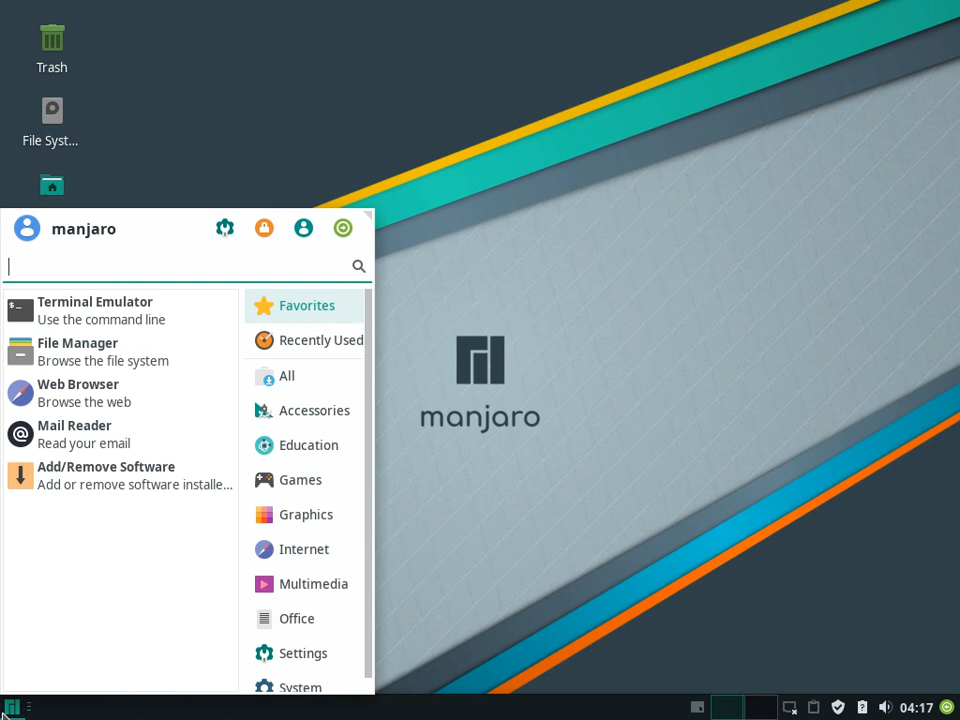 Trash
File Syst...
manjaro
Terminal Emulator
Use the command line
File Manager
Browse the file system
Web Browser
Browse the web
Mail Reader
Read your email
Add/Remove Software
Add or remove software installe...
Favorites
Recently Used
All
Accessories
Education
Games
Graphics
Internet
Multimedia
Office
Settings
System
manjaro
04:17